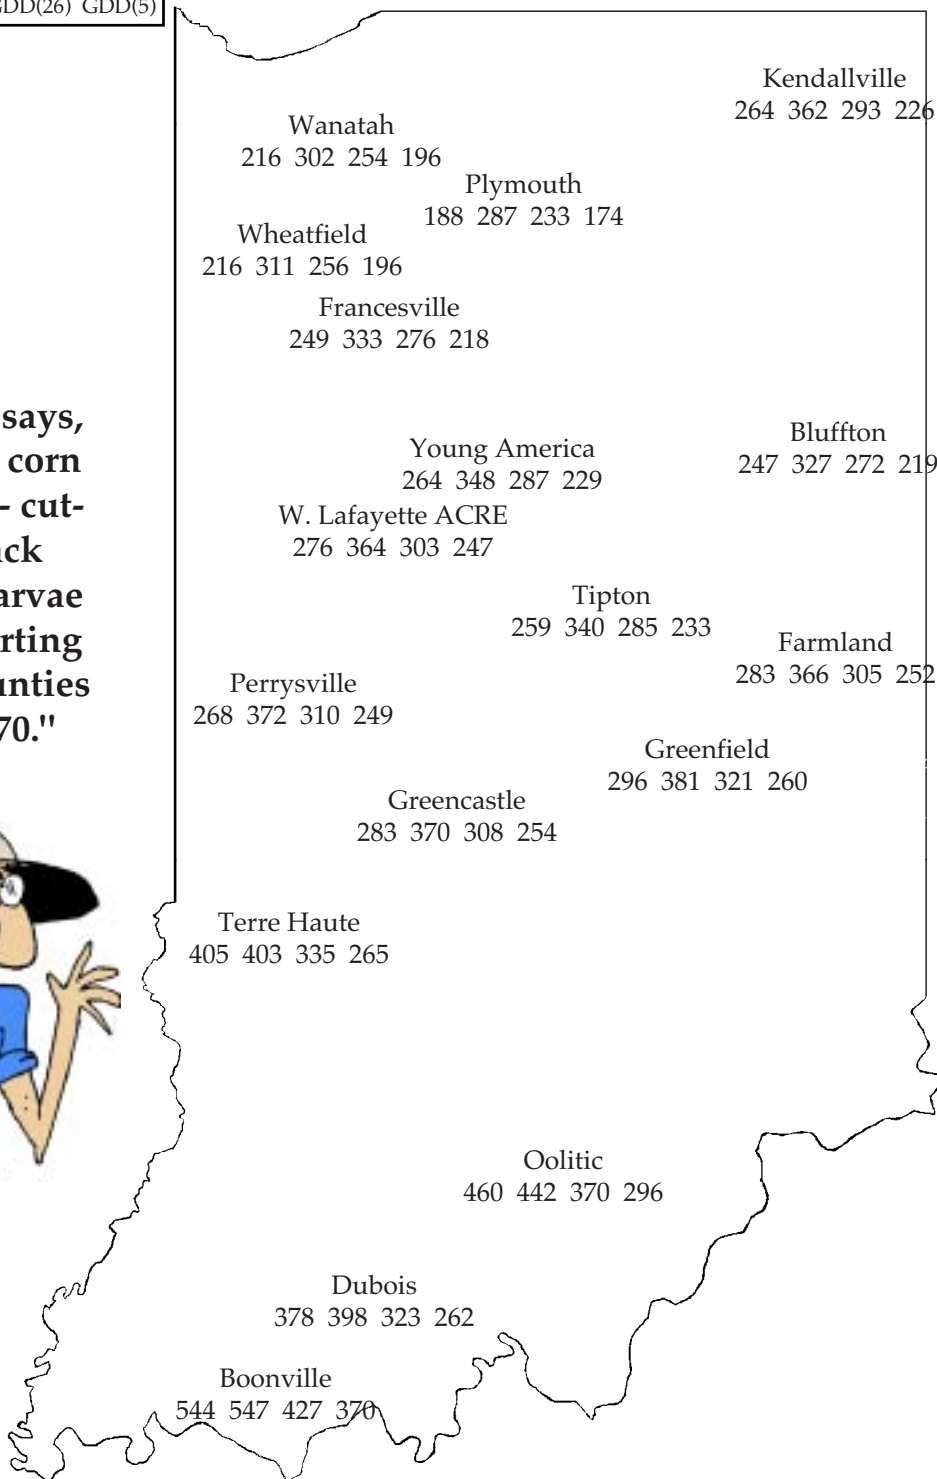 GDD(26) GDD(5)
Kendallville
264 362 293 226
Wanatah
216 302 254 196
Plymouth
188 287 233 174
Wheatfield
216 311 256 196
Francesville
249 333 276 218
says,
corn
- cut-
ck
arvae
rting
unties
70."
Young America
264 348 287 229
Bluffton
247 327 272 219
W. Lafayette ACRE
276 364 303 247
Tipton
259 340 285 233
Farmland
283 366 305 252
Perrysville
268 372 310 249
Greenfield
296 381 321 260
Greencastle
283 370 308 254
Terre Haute
405 403 335 265
Oolitic
460 442 370 296
Dubois
378 398 323 262
Boonville
544 547 427 370